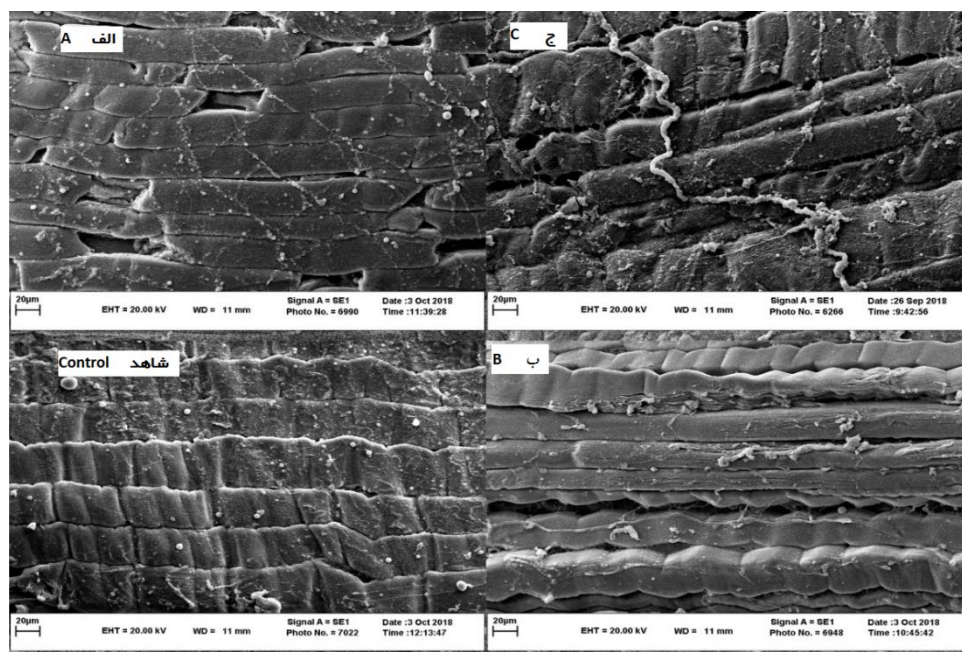 A الف
20µm EHT = 20.00 kV WD = 11 mm Signal A = SE1 Date :3 Oct 2018
Photo No. = 6990 Time :11:39:28
C ج
20µm EHT = 20.00 kV WD = 11 mm Signal A = SE1 Date :26 Sep 2018
Photo No. = 6266 Time :9:42:56
Control شاهد
20µm EHT = 20.00 kV WD = 11 mm Signal A = SE1 Date :3 Oct 2018
Photo No. = 7022 Time :12:13:47
B ب
20µm EHT = 20.00 kV WD = 11 mm Signal A = SE1 Date :3 Oct 2018
Photo No. = 6948 Time :10:45:42